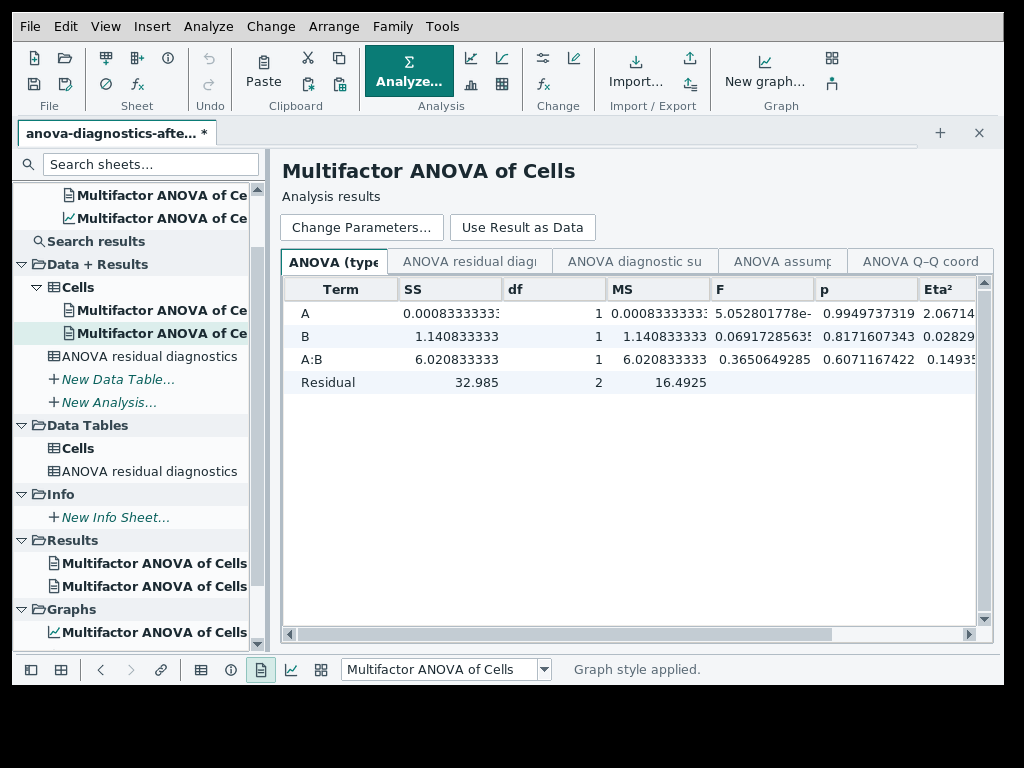 File Edit View Insert Analyze Change Arrange Family Tools
Paste Analyze... Import... New graph...
File Sheet Undo Clipboard Analysis Change Import / Export Graph
anova-diagnostics-afte... *
Search sheets...
Multifactor ANOVA of Ce
Multifactor ANOVA of Ce
Search results
Data + Results
Cells
Multifactor ANOVA of Ce
Multifactor ANOVA of Ce
ANOVA residual diagnostics
New Data Table...
New Analysis...
Data Tables
Cells
ANOVA residual diagnostics
Info
New Info Sheet...
Results
Multifactor ANOVA of Cells
Multifactor ANOVA of Cells
Graphs
Multifactor ANOVA of Cells
Multifactor ANOVA of Cells
Analysis results
Change Parameters... Use Result as Data
ANOVA (type ANOVA residual diagr ANOVA diagnostic su ANOVA assump ANOVA Q–Q coord
Term SS df MS F p Eta²
A 0.00083333333 1 0.00083333333 5.052801778e- 0.9949737319 2.06714
B 1.140833333 1 1.140833333 0.0691728563 0.8171607343 0.02829
A:B 6.020833333 1 6.020833333 0.3650649285 0.6071167422 0.14935
Residual 32.985 2 16.4925
Multifactor ANOVA of Cells Graph style applied.